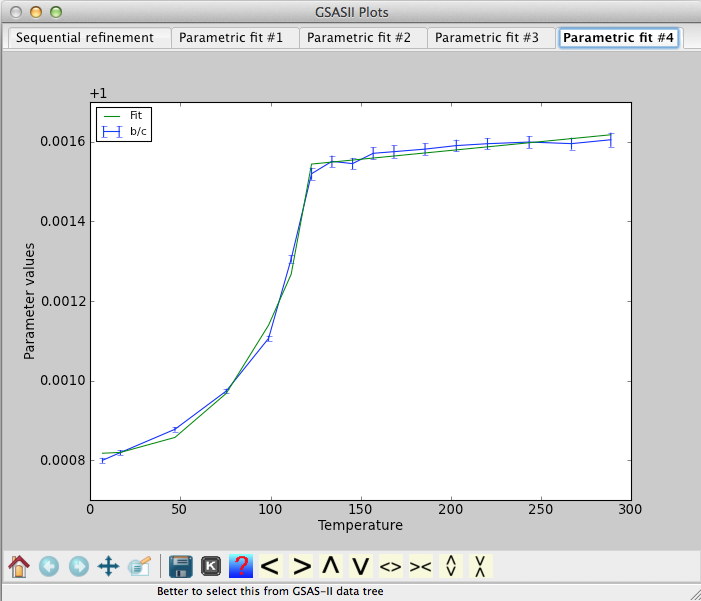 GSASII Plots
Sequential refinement Parametric fit #1 Parametric fit #2 Parametric fit #3 Parametric fit #4
+1
Fit
b/c
0.0016
0.0014
0.0012
0.0010
0.0008
Parameter values
0 50 100 150 200 250 300
Temperature
K ? < > Λ V <> >< 
Better to select this from GSAS-II data tree